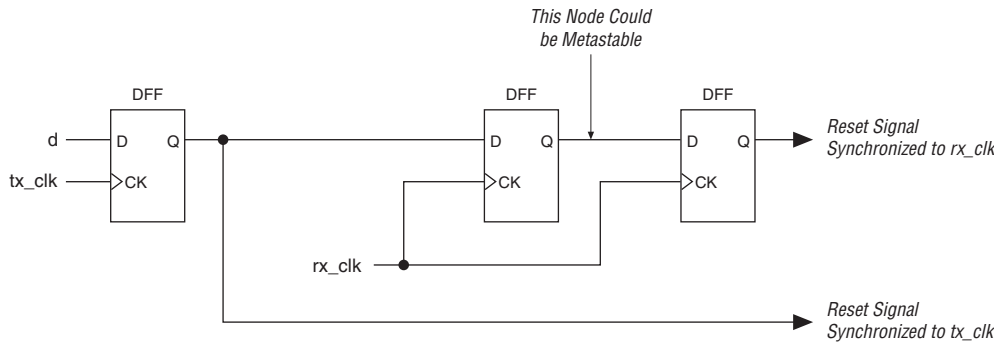 This Node Could
be Metastable
DFF
DFF
DFF
d
D
Q
D
Q
D
Q
Reset Signal
Synchronized to rx_clk
tx_clk
CK
CK
CK
rx_clk
Reset Signal
Synchronized to tx_clk